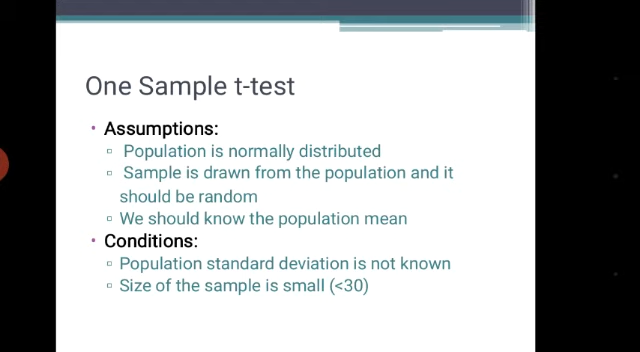 One Sample t-test
• Assumptions:
▫ Population is normally distributed
▫ Sample is drawn from the population and it
should be random
▫ We should know the population mean
• Conditions:
▫ Population standard deviation is not known
▫ Size of the sample is small (<30)